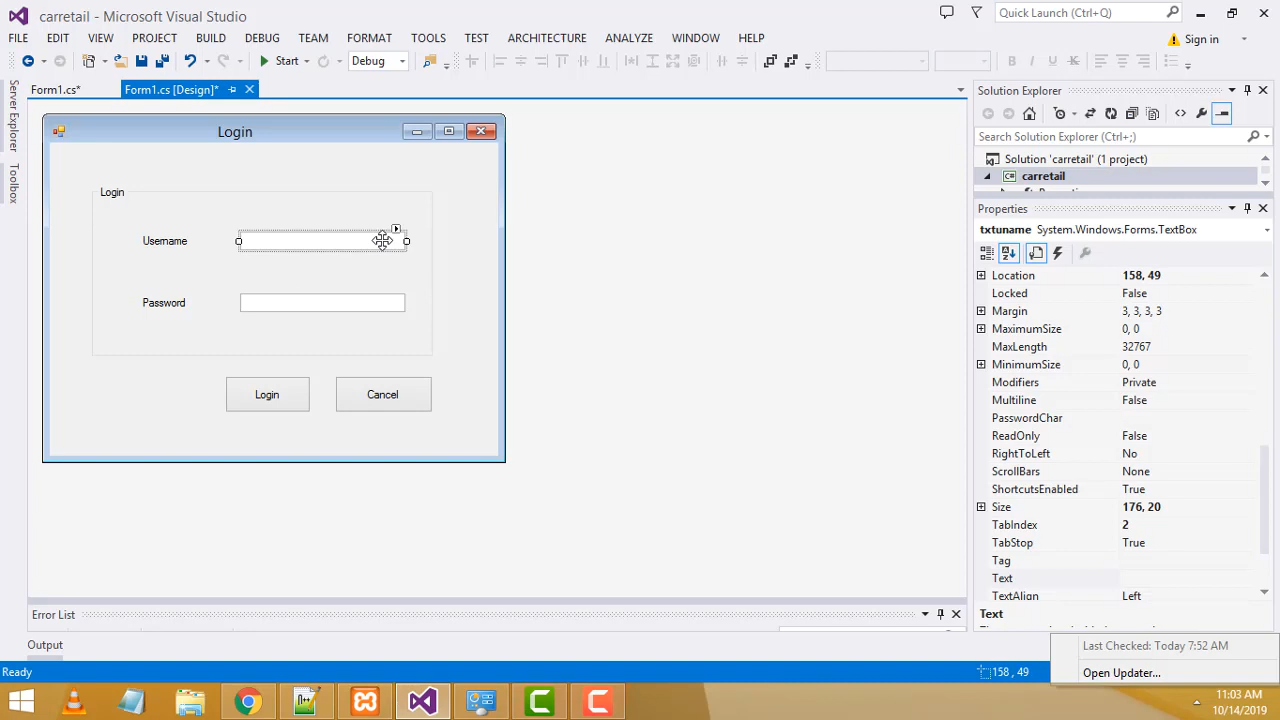 carretail - Microsoft Visual Studio
Quick Launch (Ctrl+Q)
FILE EDIT VIEW PROJECT BUILD DEBUG TEAM FORMAT TOOLS TEST ARCHITECTURE ANALYZE WINDOW HELP
Sign in
Start Debug
Form1.cs* Form1.cs [Design]*
Server Explorer
Toolbox
Login
Login
Username
Password
Login Cancel
Solution Explorer
Search Solution Explorer (Ctrl+;)
Solution 'carretail' (1 project)
C# carretail
Properties
txtuname System.Windows.Forms.TextBox
Location 158, 49
Locked False
Margin 3, 3, 3, 3
MaximumSize 0, 0
MaxLength 32767
MinimumSize 0, 0
Modifiers Private
Multiline False
PasswordChar
ReadOnly False
RightToLeft No
ScrollBars None
ShortcutsEnabled True
Size 176, 20
TabIndex 2
TabStop True
Tag
Text
TextAlign Left
Text
Error List
Output
Ready
158 , 49
Last Checked: Today 7:52 AM
Open Updater...
11:03 AM
10/14/2019